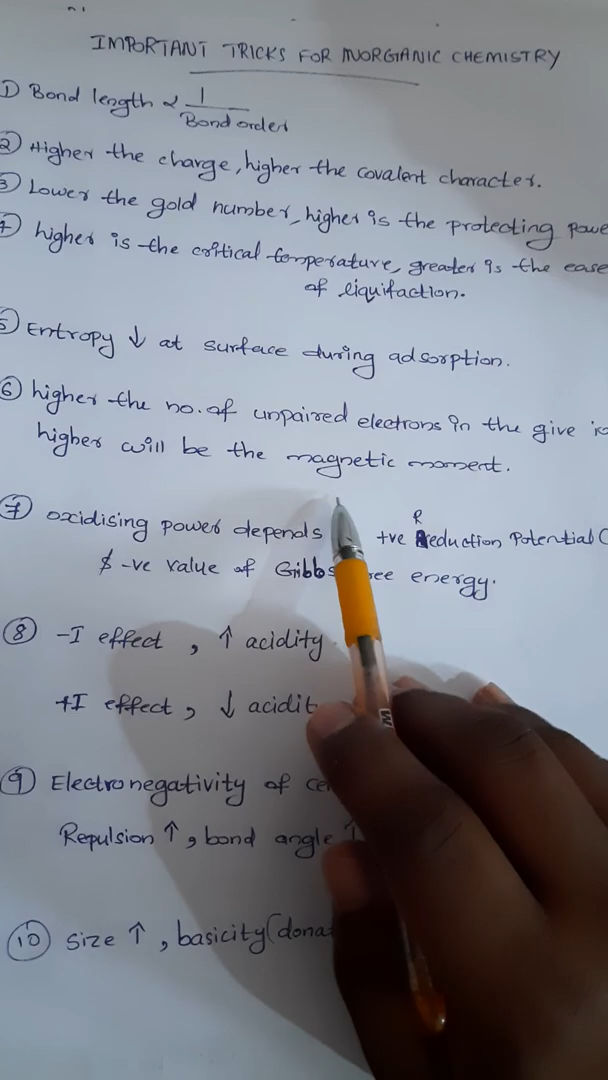 IMPORTANT TRICKS FOR INORGIANIC CHEMISTRY
1) Bond length ∝ 1/Bond order
2) Higher the charge, higher the covalent character.
3) Lower the gold number, higher is the protecting powe
4) higher is the critical temperature, greater is the ease
of liquifaction.
5) Entropy ↓ at surface during adsorption.
6) higher the no. of unpaired electrons in the give
higher will be the magnetic moment.
7) oxidising power depends +ve Reduction Potential (
-ve value of Gibbs ree energy.
8) -I effect, ↑ acidity
+I effect, ↓ acidit
9) Electronegativity of ce
Repulsion ↑, bond angle ↑
10) size ↑, basicity (dona